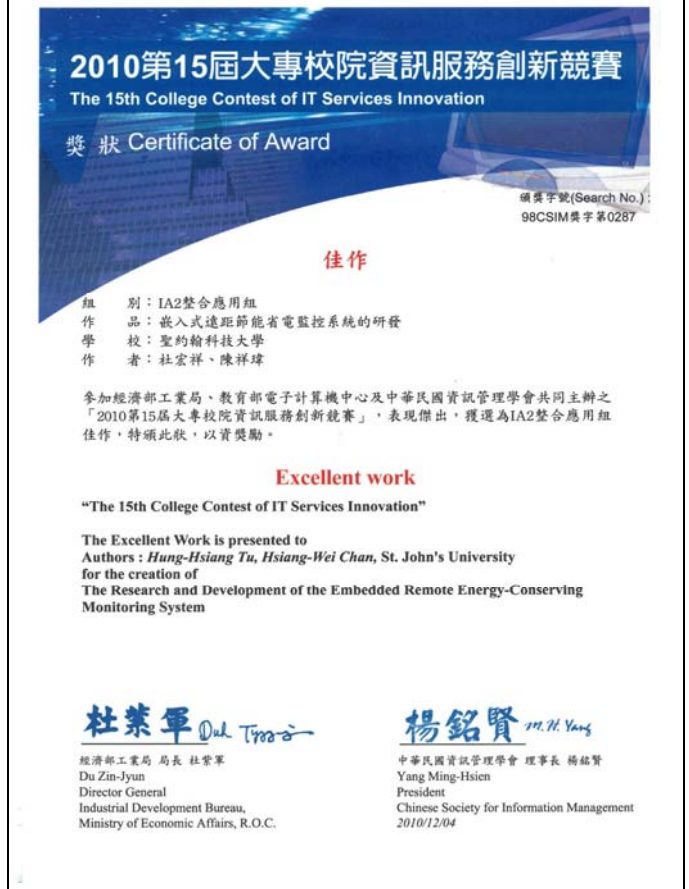 2010第15屆大專校院資訊服務創新競賽
The 15th College Contest of IT Services Innovation
獎 狀 Certificate of Award
頒獎字號(Search No.) :
98CSIM獎字第0287
佳作
組 別：IA2整合應用組
作 品：嵌入式遠距節能省電監控系統的研發
學 校：聖約翰科技大學
作 者：杜宏祥、陳祥瑋
參加經濟部工業局、教育部電子計算機中心及中華民國資訊管理學會共同主辦之
「2010第15屆大專校院資訊服務創新競賽」，表現傑出，獲選為IA2整合應用組
佳作，特頒此狀，以資獎勵。
Excellent work
“The 15th College Contest of IT Services Innovation”
The Excellent Work is presented to
Authors : Hung-Hsiang Tu, Hsiang-Wei Chan, St. John's University
for the creation of
The Research and Development of the Embedded Remote Energy-Conserving
Monitoring System
杜紫軍 Duh
經濟部工業局 局長 杜紫軍
Du Zin-Jyun
Director General
Industrial Development Bureau,
Ministry of Economic Affairs, R.O.C.
楊銘賢 M.H. Yang
中華民國資訊管理學會 理事長 楊銘賢
Yang Ming-Hsien
President
Chinese Society for Information Management
2010/12/04